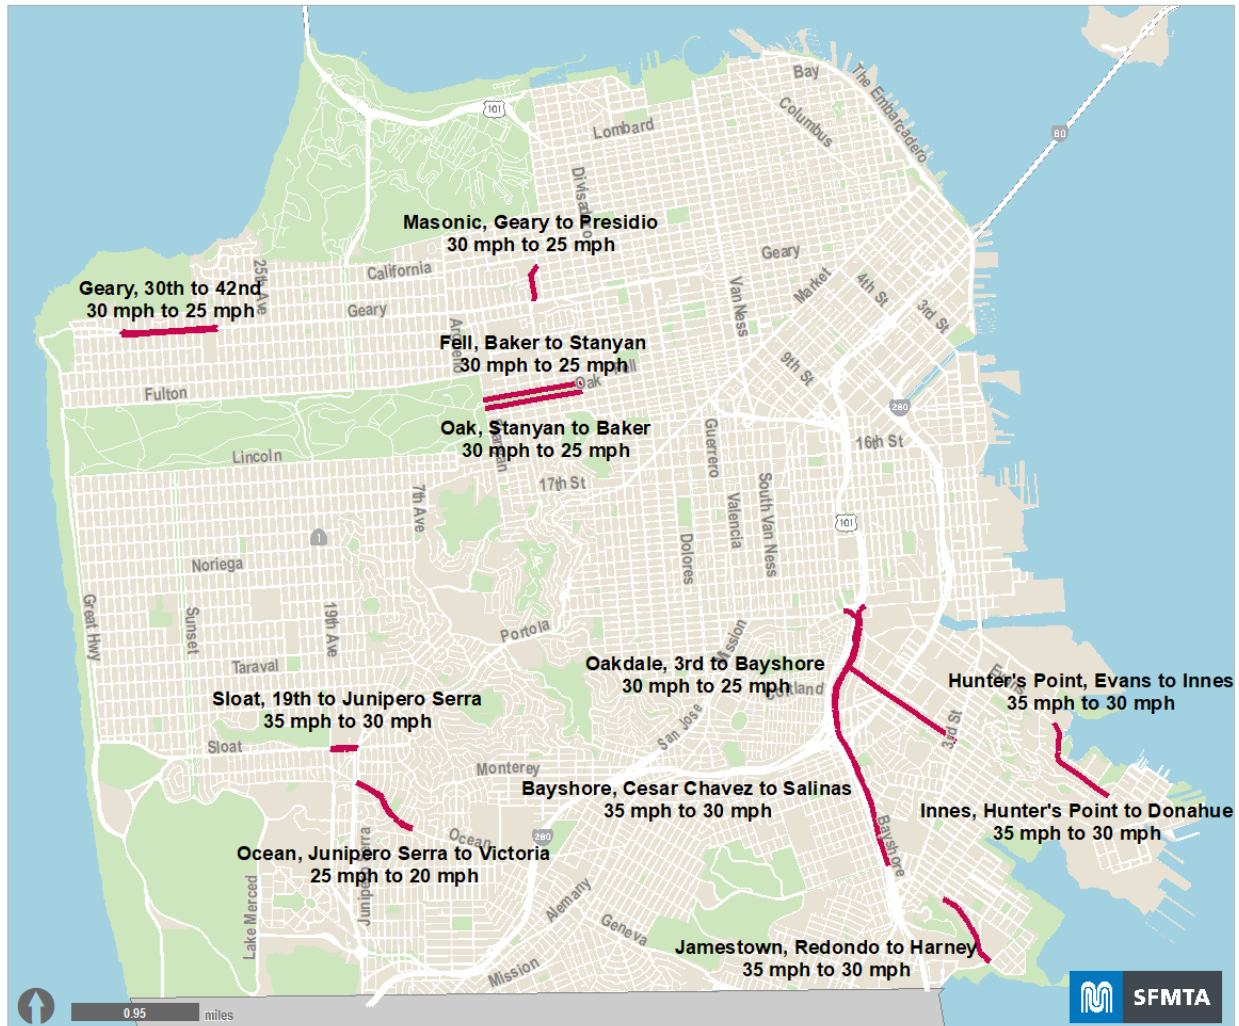 Bay
The Embarcadero
Columbus
101
Lombard
80
Divisadero
Masonic, Geary to Presidio
30 mph to 25 mph
Geary
25th Ave
California
Market
4th St
3rd St
Van Ness
Geary, 30th to 42nd
30 mph to 25 mph
Geary
Fell, Baker to Stanyan
30 mph to 25 mph
9th St
Fulton
Oak
280
Oak, Stanyan to Baker
30 mph to 25 mph
Guerrero
16th St
Lincoln
Stanyan
17th St
7th Ave
Valencia
South Van Ness
101
1
Dolores
Noriega
Great Hwy
Sunset
19th Ave
Portola
Mission
Taraval
Oakdale, 3rd to Bayshore
30 mph to 25 mph
Cortland
Evans
Hunter's Point, Evans to Innes
35 mph to 30 mph
Sloat, 19th to Junipero Serra
35 mph to 30 mph
San Jose
3rd St
Sloat
Monterey
Bayshore, Cesar Chavez to Salinas
35 mph to 30 mph
Innes, Hunter's Point to Donahue
35 mph to 30 mph
Bayshore
Ocean
280
Ocean, Junipero Serra to Victoria
25 mph to 20 mph
Junipero Serra
Lake Merced
Alemany
Geneva
Jamestown, Redondo to Harney
35 mph to 30 mph
Mission
0.95
miles
SFMTA